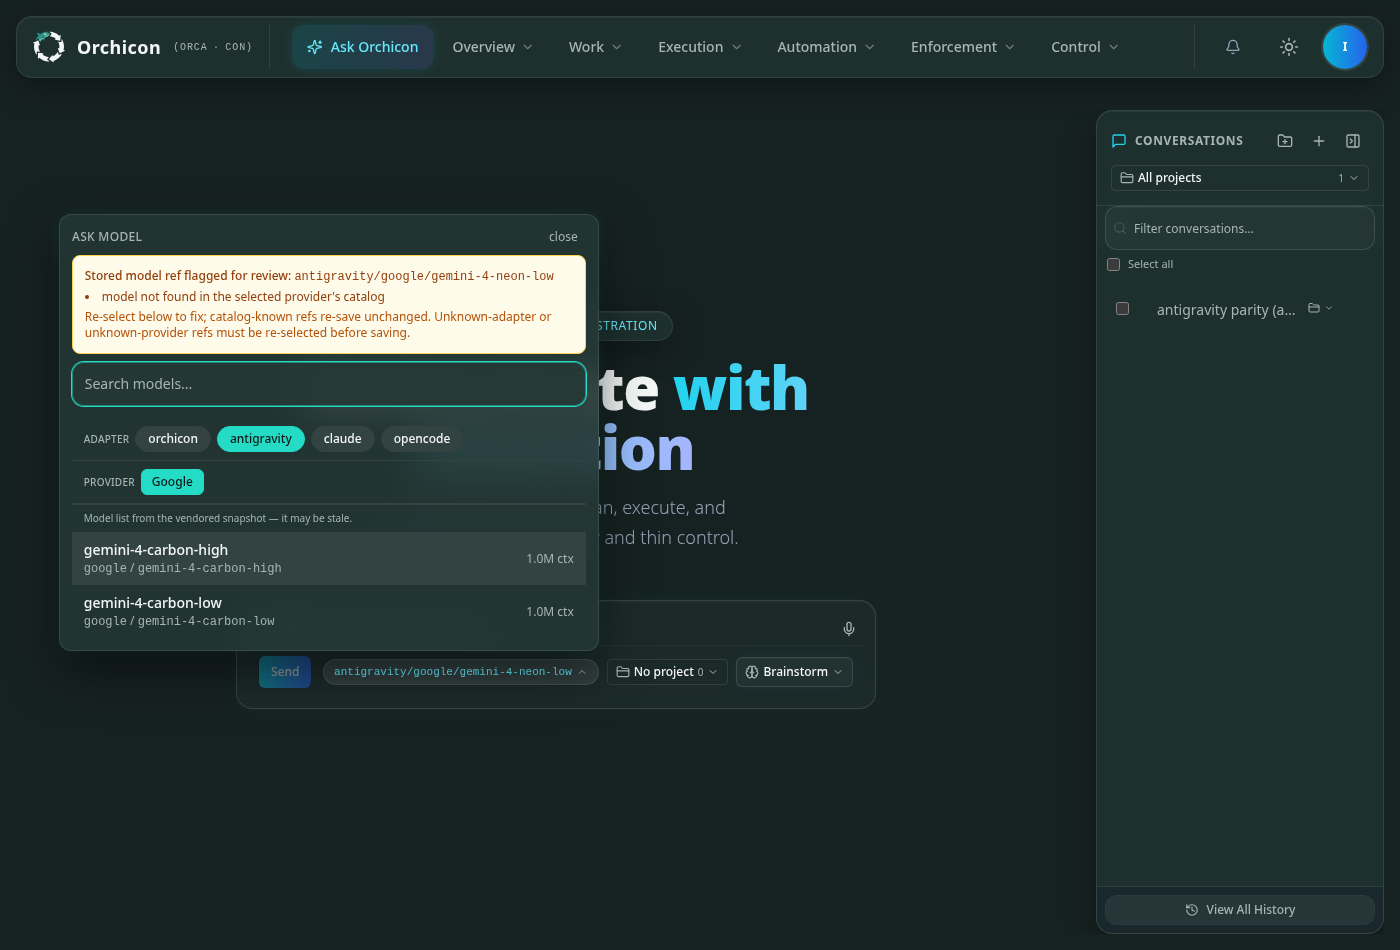 Orchicon (ORCA · CON)
Ask Orchicon
Overview
Work
Execution
Automation
Enforcement
Control
I
CONVERSATIONS
All projects 1
Filter conversations...
Select all
antigravity parity (a...
View All History
ASK MODEL
close
Stored model ref flagged for review: antigravity/google/gemini-4-neon-low
• model not found in the selected provider's catalog
Re-select below to fix; catalog-known refs re-save unchanged. Unknown-adapter or
unknown-provider refs must be re-selected before saving.
Search models...
ADAPTER orchicon antigravity claude opencode
PROVIDER Google
Model list from the vendored snapshot — it may be stale.
gemini-4-carbon-high
google / gemini-4-carbon-high
1.0M ctx
gemini-4-carbon-low
google / gemini-4-carbon-low
1.0M ctx
STRATION
te with
ion
an, execute, and
and thin control.
Send
antigravity/google/gemini-4-neon-low
No project 0
Brainstorm